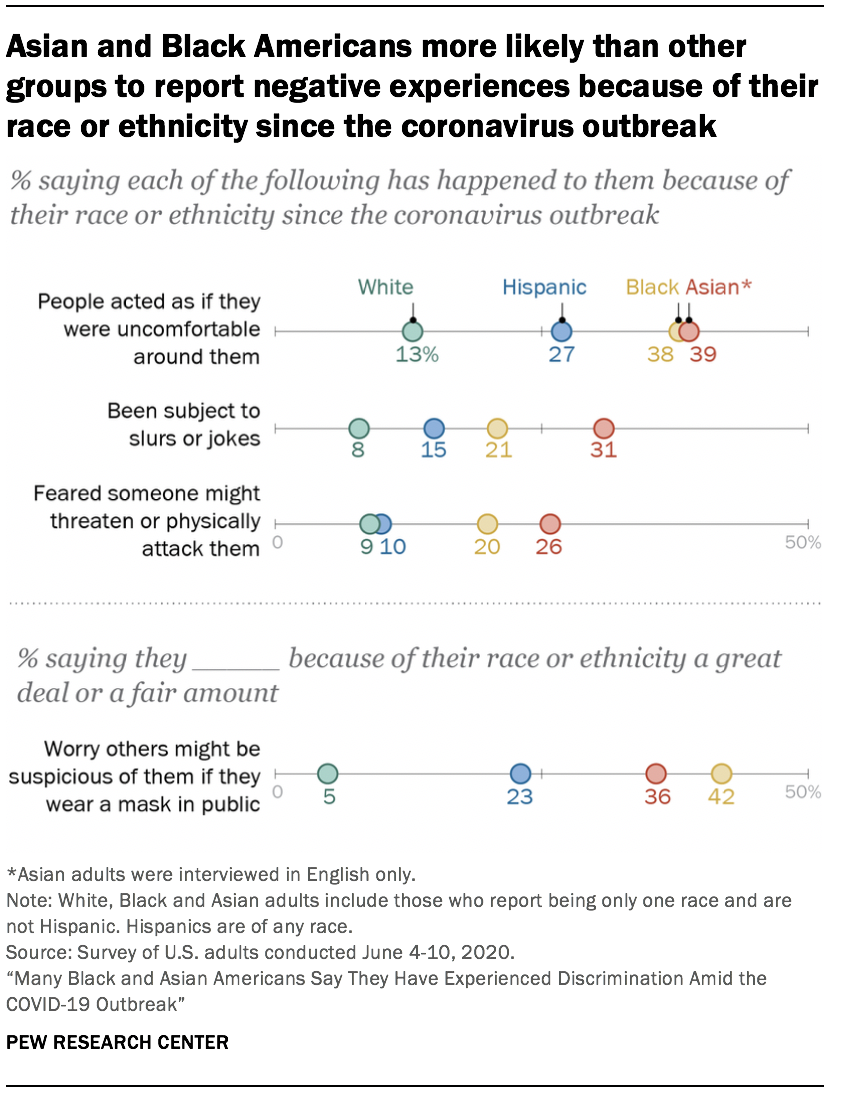 Asian and Black Americans more likely than other
groups to report negative experiences because of their
race or ethnicity since the coronavirus outbreak
% saying each of the following has happened to them because of
their race or ethnicity since the coronavirus outbreak
White Hispanic Black Asian*
People acted as if they
were uncomfortable
around them
13% 27 38 39
Been subject to
slurs or jokes
8 15 21 31
Feared someone might
threaten or physically
attack them
0 9 10 20 26 50%
% saying they ______ because of their race or ethnicity a great
deal or a fair amount
Worry others might be
suspicious of them if they
wear a mask in public
0 5 23 36 42 50%
*Asian adults were interviewed in English only.
Note: White, Black and Asian adults include those who report being only one race and are
not Hispanic. Hispanics are of any race.
Source: Survey of U.S. adults conducted June 4-10, 2020.
“Many Black and Asian Americans Say They Have Experienced Discrimination Amid the
COVID-19 Outbreak”
PEW RESEARCH CENTER